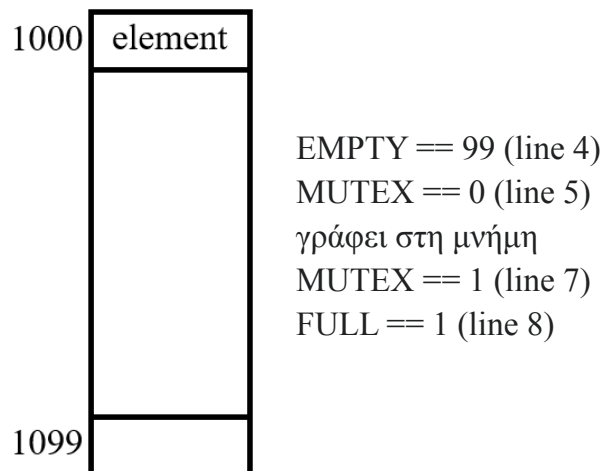 1000 element
EMPTY == 99 (line 4)
MUTEX == 0 (line 5)
γράφει στη μνήμη
MUTEX == 1 (line 7)
FULL == 1 (line 8)
1099